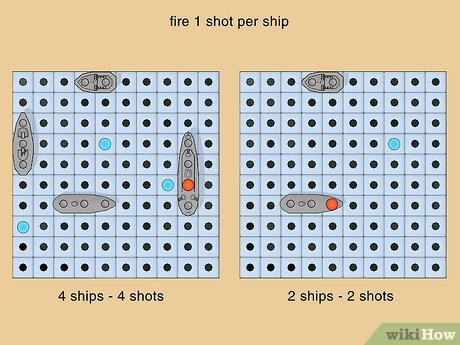 fire 1 shot per ship
4 ships - 4 shots
2 ships - 2 shots
wikiHow